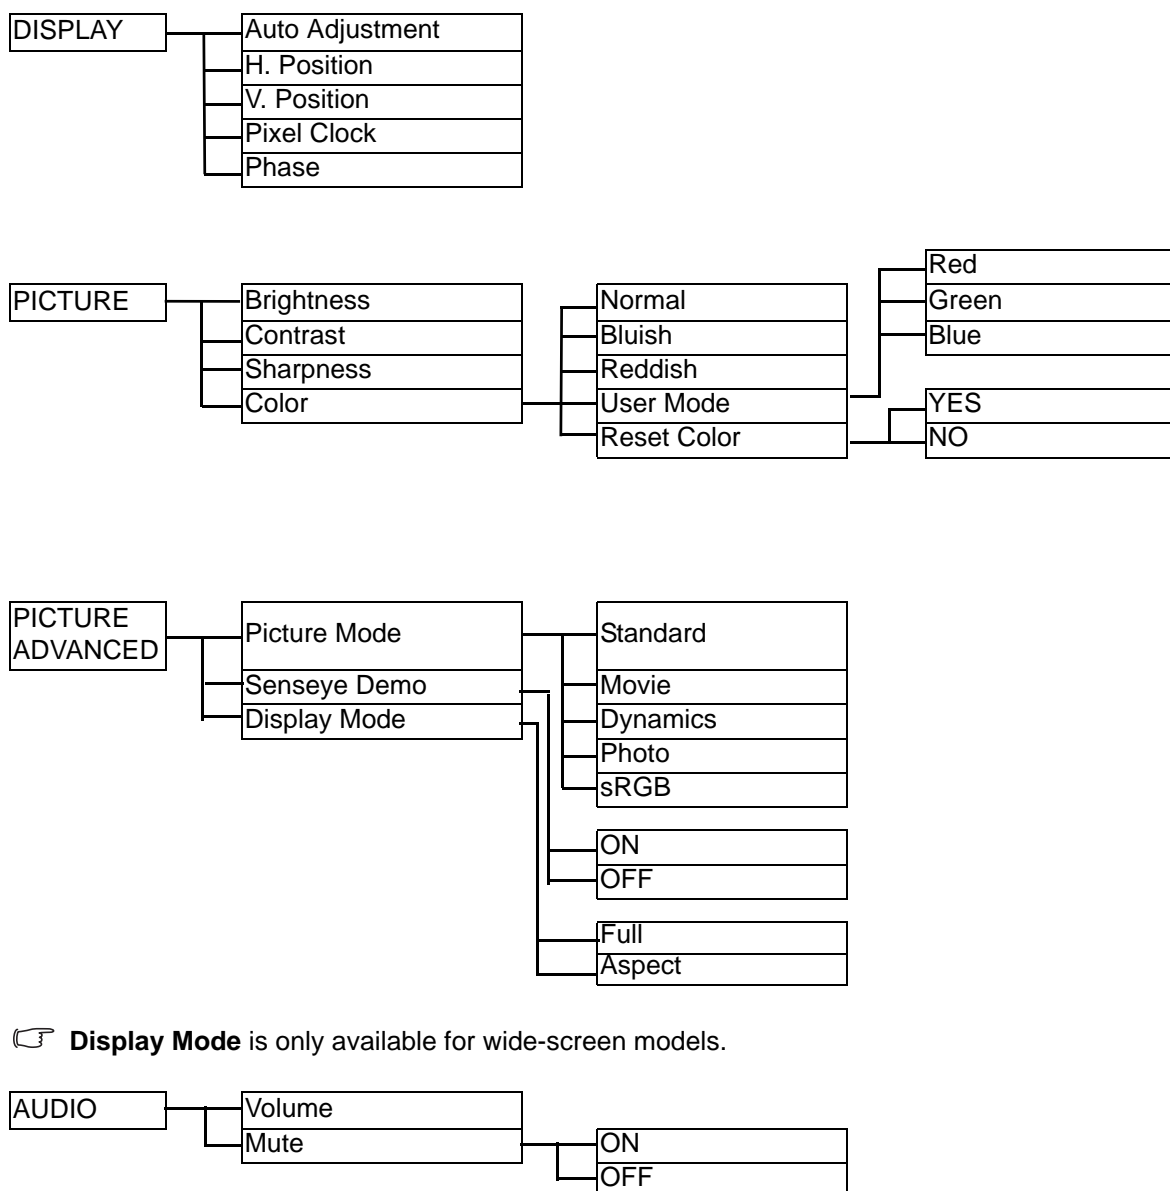 DISPLAY
Auto Adjustment
H. Position
V. Position
Pixel Clock
Phase
PICTURE
Brightness
Contrast
Sharpness
Color
Normal
Bluish
Reddish
User Mode
Reset Color
Red
Green
Blue
YES
NO
PICTURE
ADVANCED
Picture Mode
Senseye Demo
Display Mode
Standard
Movie
Dynamics
Photo
sRGB
ON
OFF
Full
Aspect
Display Mode is only available for wide-screen models.
AUDIO
Volume
Mute
ON
OFF